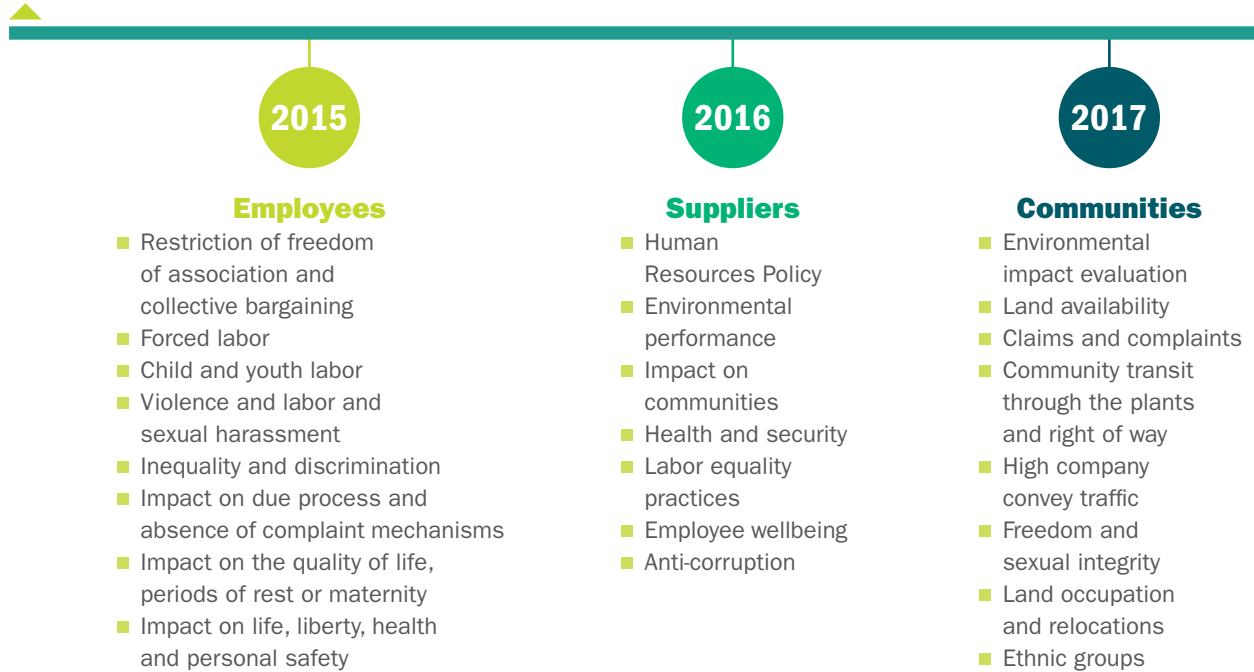 2015
Employees
Restriction of freedom
of association and
collective bargaining
Forced labor
Child and youth labor
Violence and labor and
sexual harassment
Inequality and discrimination
Impact on due process and
absence of complaint mechanisms
Impact on the quality of life,
periods of rest or maternity
Impact on life, liberty, health
and personal safety
2016
Suppliers
Human
Resources Policy
Environmental
performance
Impact on
communities
Health and security
Labor equality
practices
Employee wellbeing
Anti-corruption
2017
Communities
Environmental
impact evaluation
Land availability
Claims and complaints
Community transit
through the plants
and right of way
High company
convey traffic
Freedom and
sexual integrity
Land occupation
and relocations
Ethnic groups